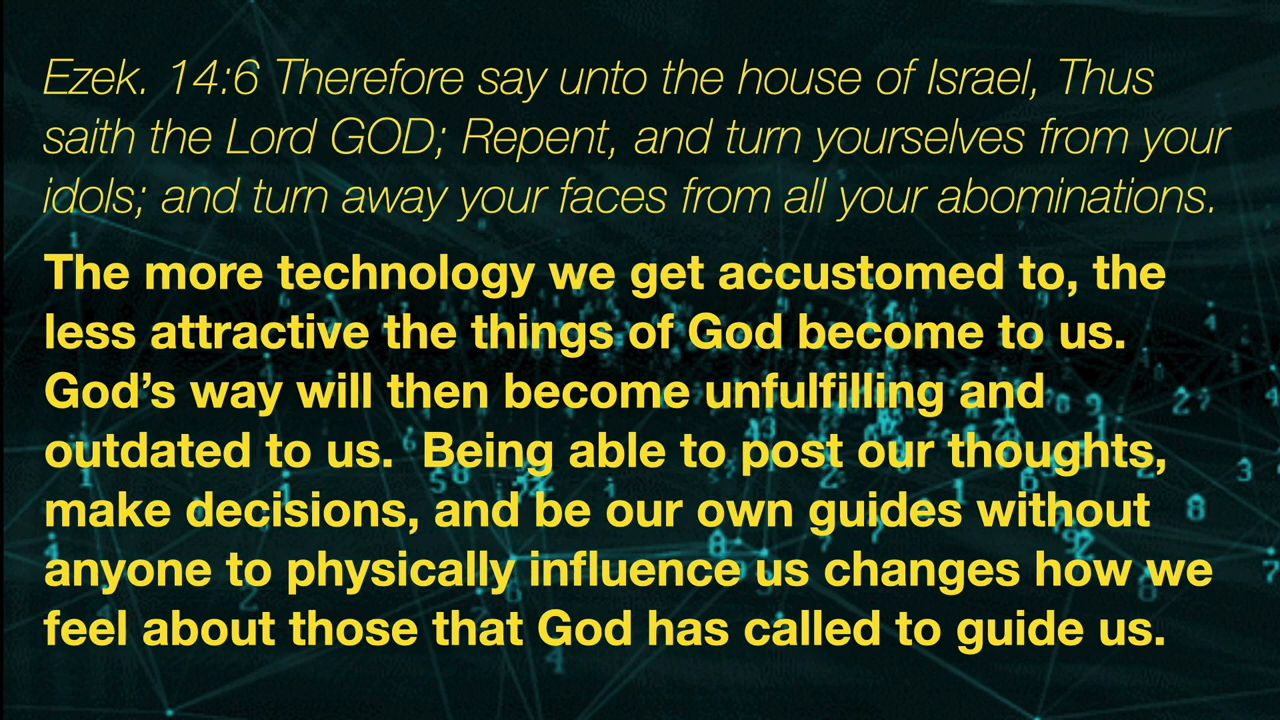 Ezek. 14:6 Therefore say unto the house of Israel, Thus
saith the Lord GOD; Repent, and turn yourselves from your
idols; and turn away your faces from all your abominations.
The more technology we get accustomed to, the
less attractive the things of God become to us.
God’s way will then become unfulfilling and
outdated to us.  Being able to post our thoughts,
make decisions, and be our own guides without
anyone to physically influence us changes how we
feel about those that God has called to guide us.